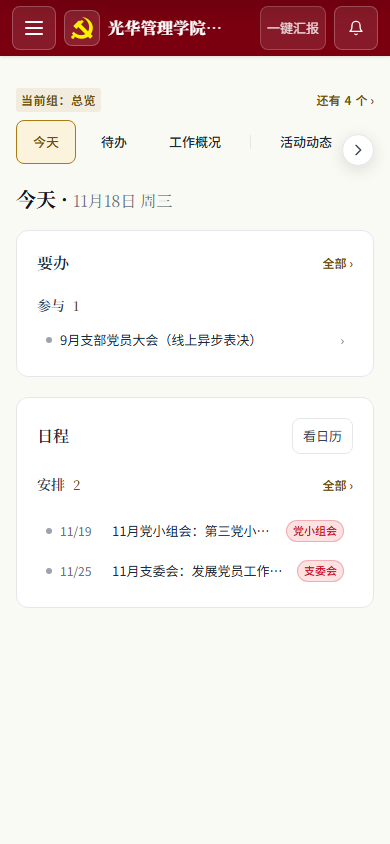 光华管理学院…
一键汇报
当前组：总览
还有 4 个 ›
今天
待办
工作概况
活动动态
今天 · 11月18日 周三
要办
全部 ›
参与 1
9月支部党员大会（线上异步表决）
日程
看日历
安排 2
全部 ›
11/19 11月党小组会：第三党小… 党小组会
11/25 11月支委会：发展党员工作… 支委会